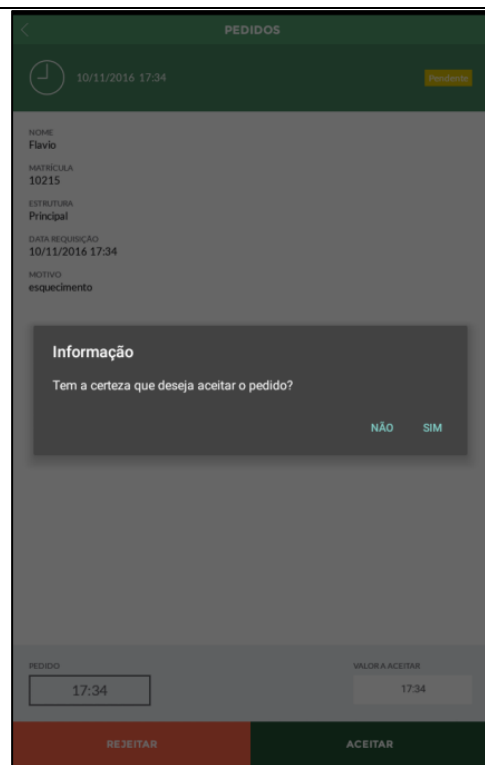 PEDIDOS
10/11/2016 17:34
Pendente
NOME
Flavio
MATRÍCULA
10215
ESTRUTURA
Principal
DATA REQUISIÇÃO
10/11/2016 17:34
MOTIVO
esquecimento
Informação
Tem a certeza que deseja aceitar o pedido?
NÃO SIM
PEDIDO VALOR A ACEITAR
17:34 17:34
REJEITAR ACEITAR